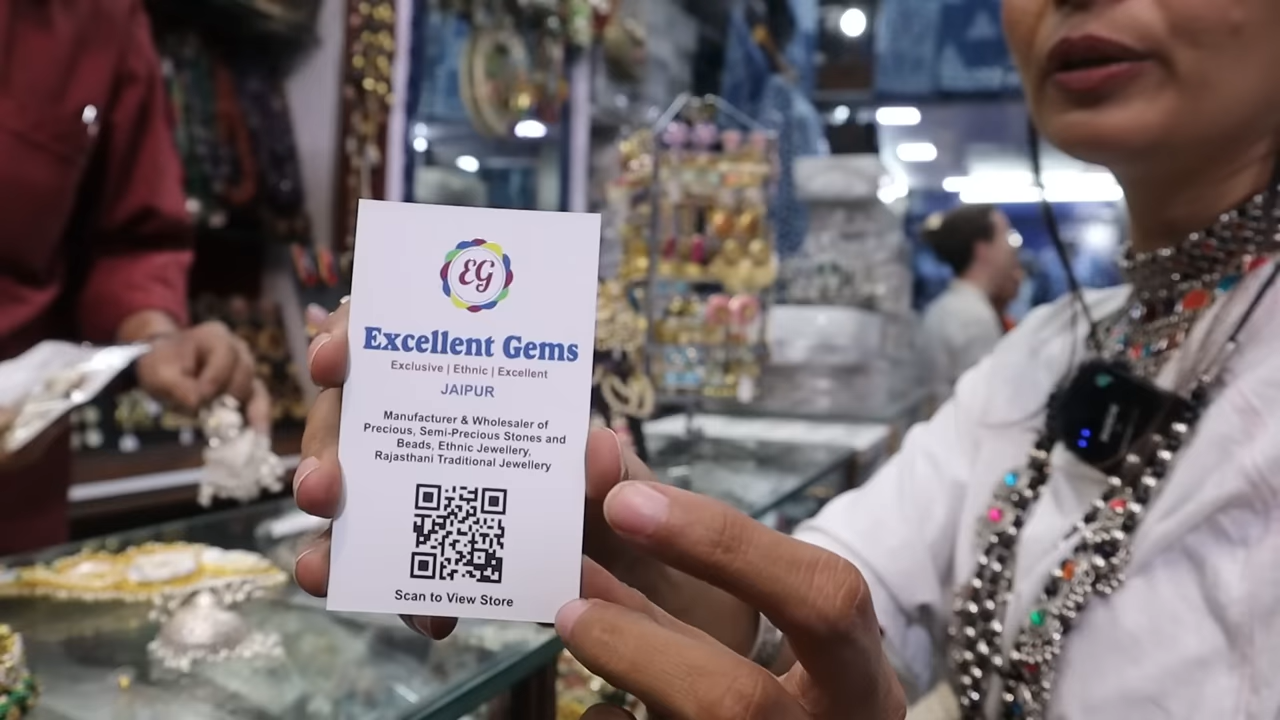 EG
Excellent Gems
Exclusive | Ethnic | Excellent
JAIPUR
Manufacturer & Wholesaler of
Precious, Semi-Precious Stones and
Beads, Ethnic Jewellery,
Rajasthani Traditional Jewellery
Scan to View Store